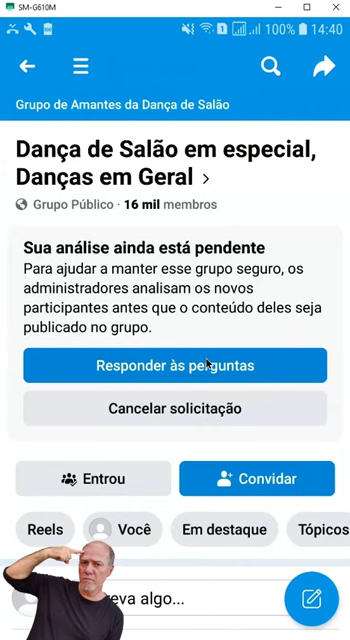 SM-G610M
100% 14:40
Grupo de Amantes da Dança de Salão
Dança de Salão em especial,
Danças em Geral >
Grupo Público · 16 mil membros
Sua análise ainda está pendente
Para ajudar a manter esse grupo seguro, os
administradores analisam os novos
participantes antes que o conteúdo deles seja
publicado no grupo.
Responder às perguntas
Cancelar solicitação
Entrou
Convidar
Reels
Você
Em destaque
Tópicos
eva algo...